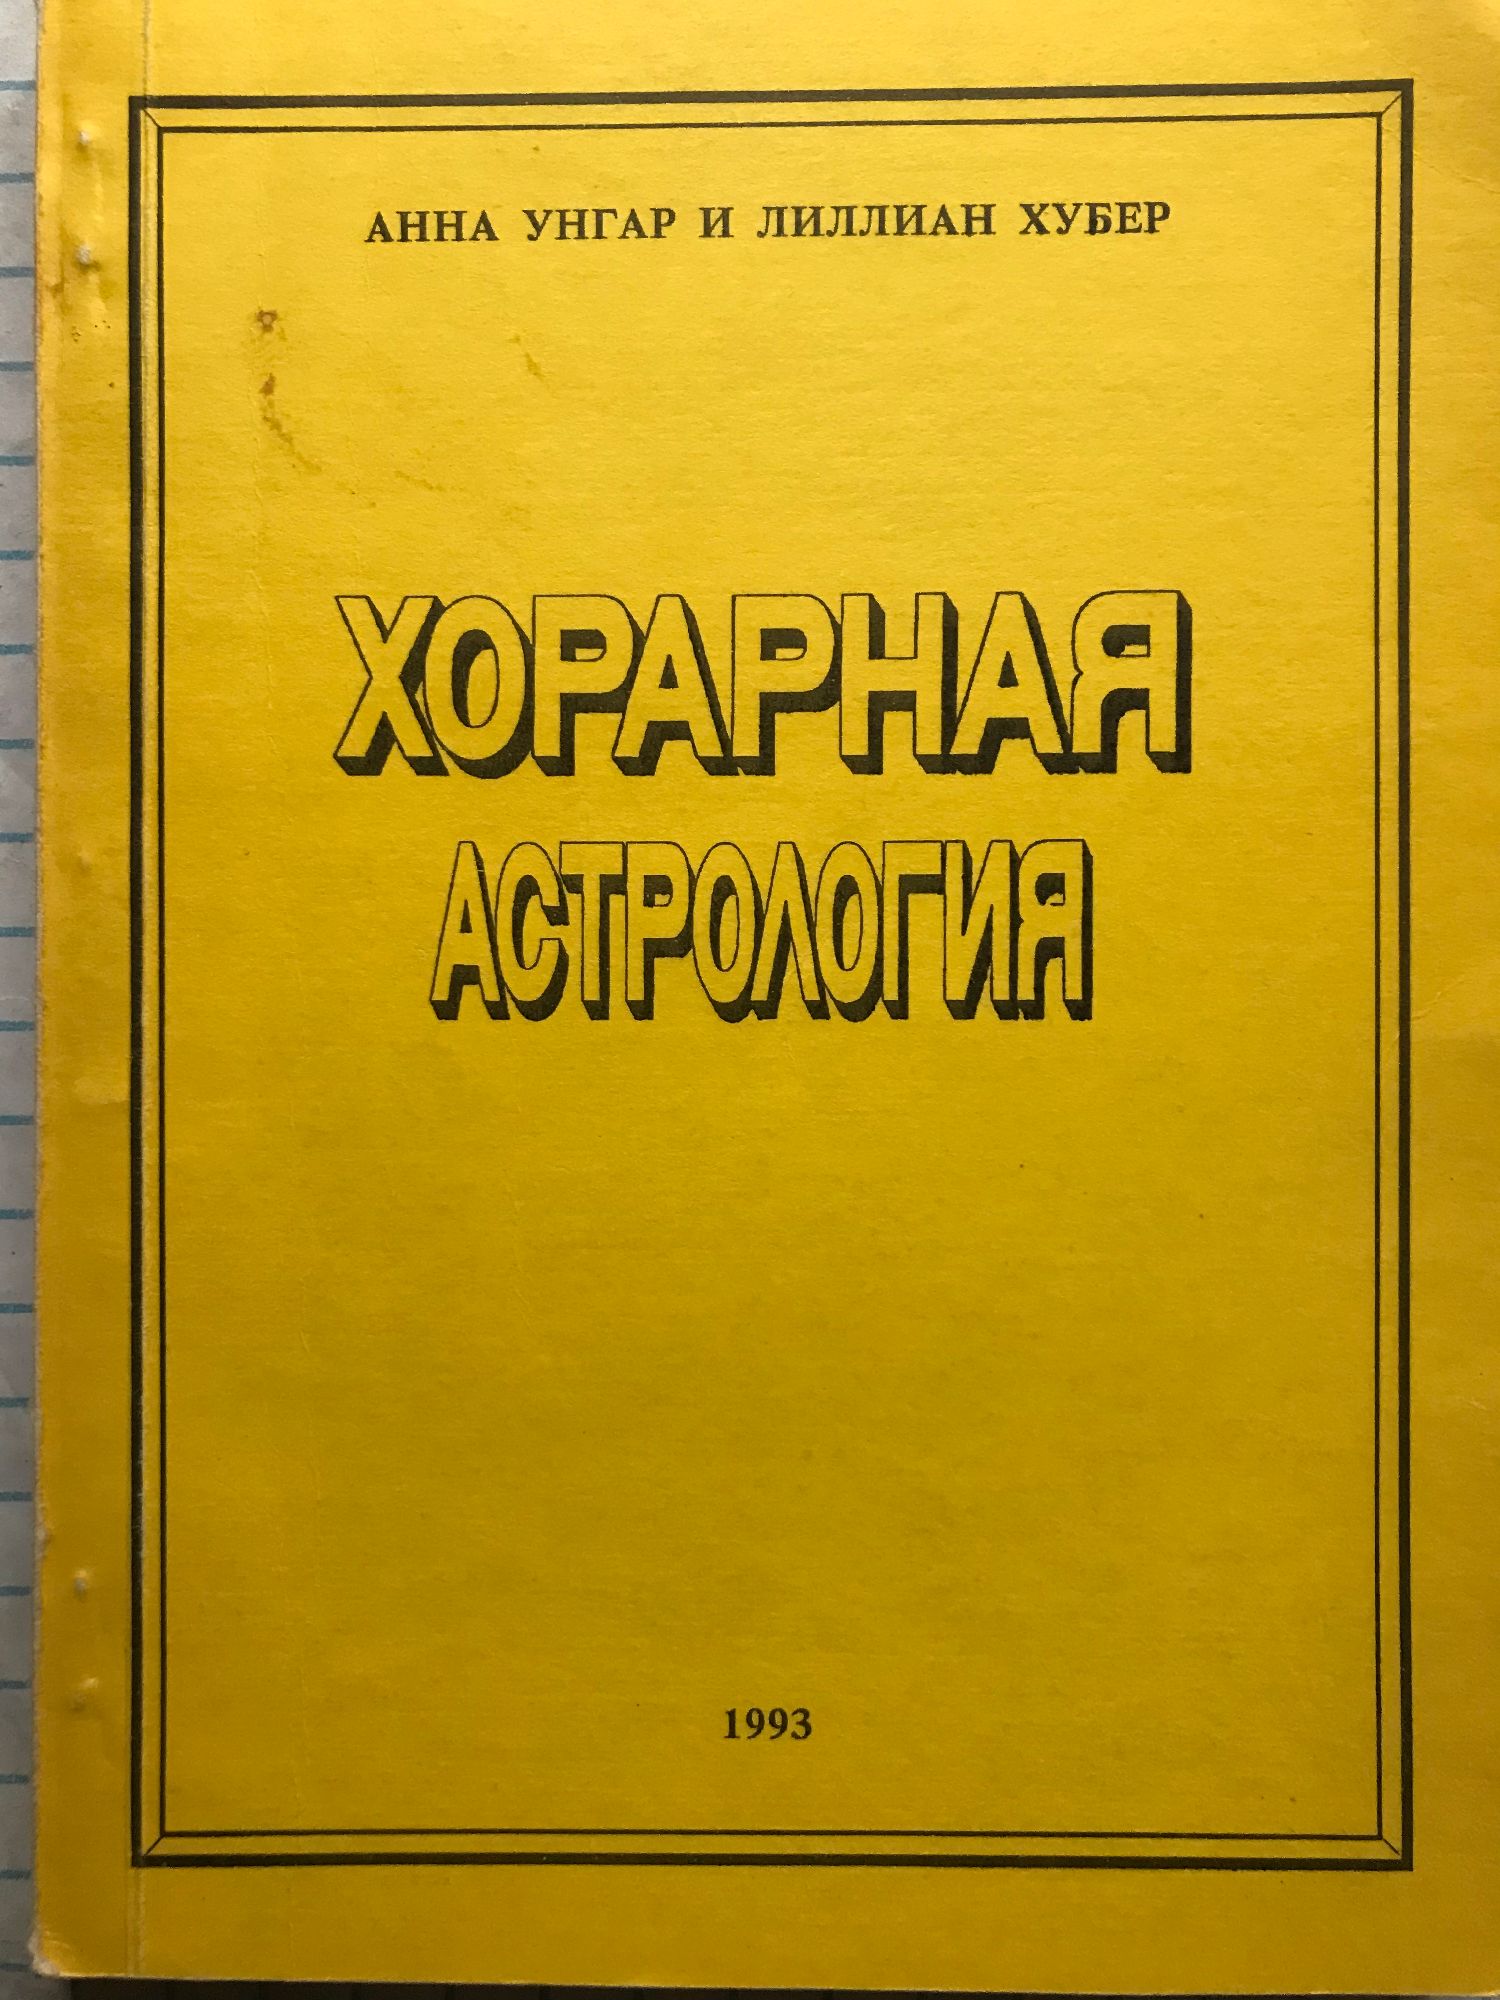 АННА УНГАР И ЛИЛЛИАН ХУБЕР
ХОРАРНАЯ
АСТРОЛОГИЯ
1993